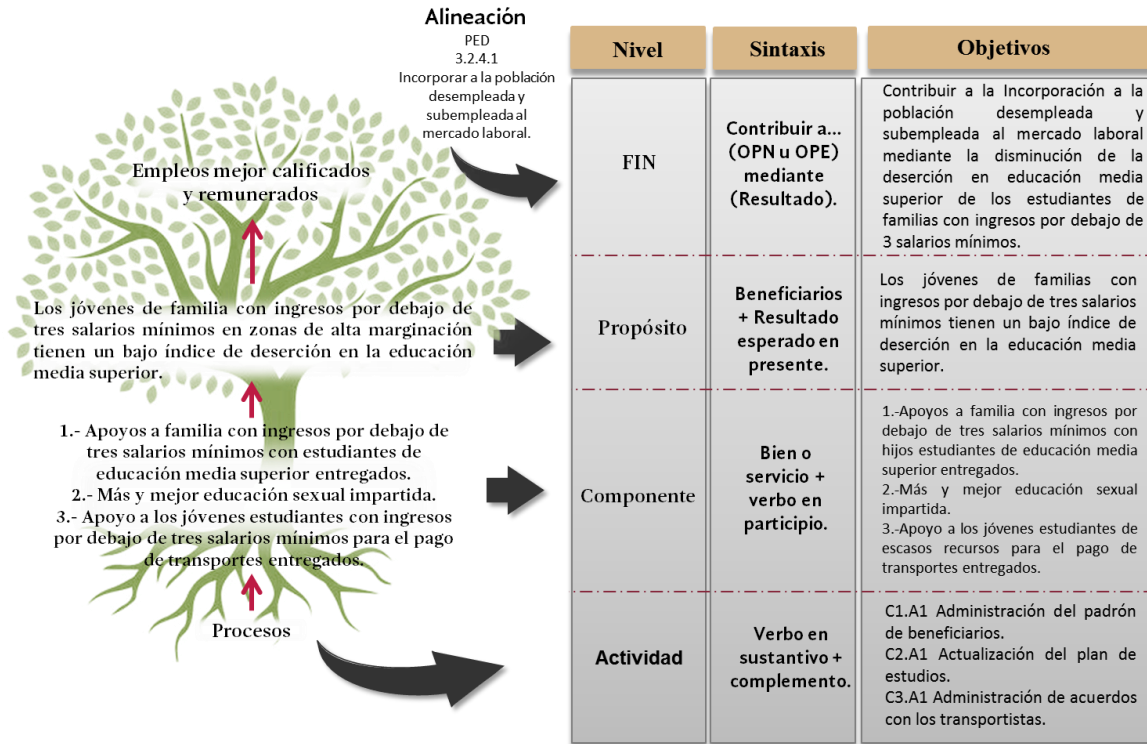 Alineación
PED
3.2.4.1
Incorporar a la población
desempleada y
subempleada al
mercado laboral.
Empleos mejor calificados
y remunerados
Los jóvenes de familia con ingresos por debajo de
tres salarios mínimos en zonas de alta marginación
tienen un bajo índice de deserción en la educación
media superior.
1.- Apoyos a familia con ingresos por debajo de
tres salarios mínimos con estudiantes de
educación media superior entregados.
2.- Más y mejor educación sexual impartida.
3.- Apoyo a los jóvenes estudiantes con ingresos
por debajo de tres salarios mínimos para el pago
de transportes entregados.
Procesos
Nivel
Sintaxis
Objetivos
FIN
Contribuir a...
(OPN u OPE)
mediante
(Resultado).
Contribuir a la Incorporación a la
población desempleada y
subempleada al mercado laboral
mediante la disminución de la
deserción en educación media
superior de los estudiantes de
familias con ingresos por debajo de
3 salarios mínimos.
Propósito
Beneficiarios
+ Resultado
esperado en
presente.
Los jóvenes de familias con
ingresos por debajo de tres salarios
mínimos tienen un bajo índice de
deserción en la educación media
superior.
Componente
Bien o
servicio +
verbo en
participio.
1.-Apoyos a familia con ingresos por
debajo de tres salarios mínimos con
hijos estudiantes de educación media
superior entregados.
2.-Más y mejor educación sexual
impartida.
3.-Apoyo a los jóvenes estudiantes de
escasos recursos para el pago de
transportes entregados.
Actividad
Verbo en
sustantivo +
complemento.
C1.A1 Administración del padrón
de beneficiarios.
C2.A1 Actualización del plan de
estudios.
C3.A1 Administración de acuerdos
con los transportistas.